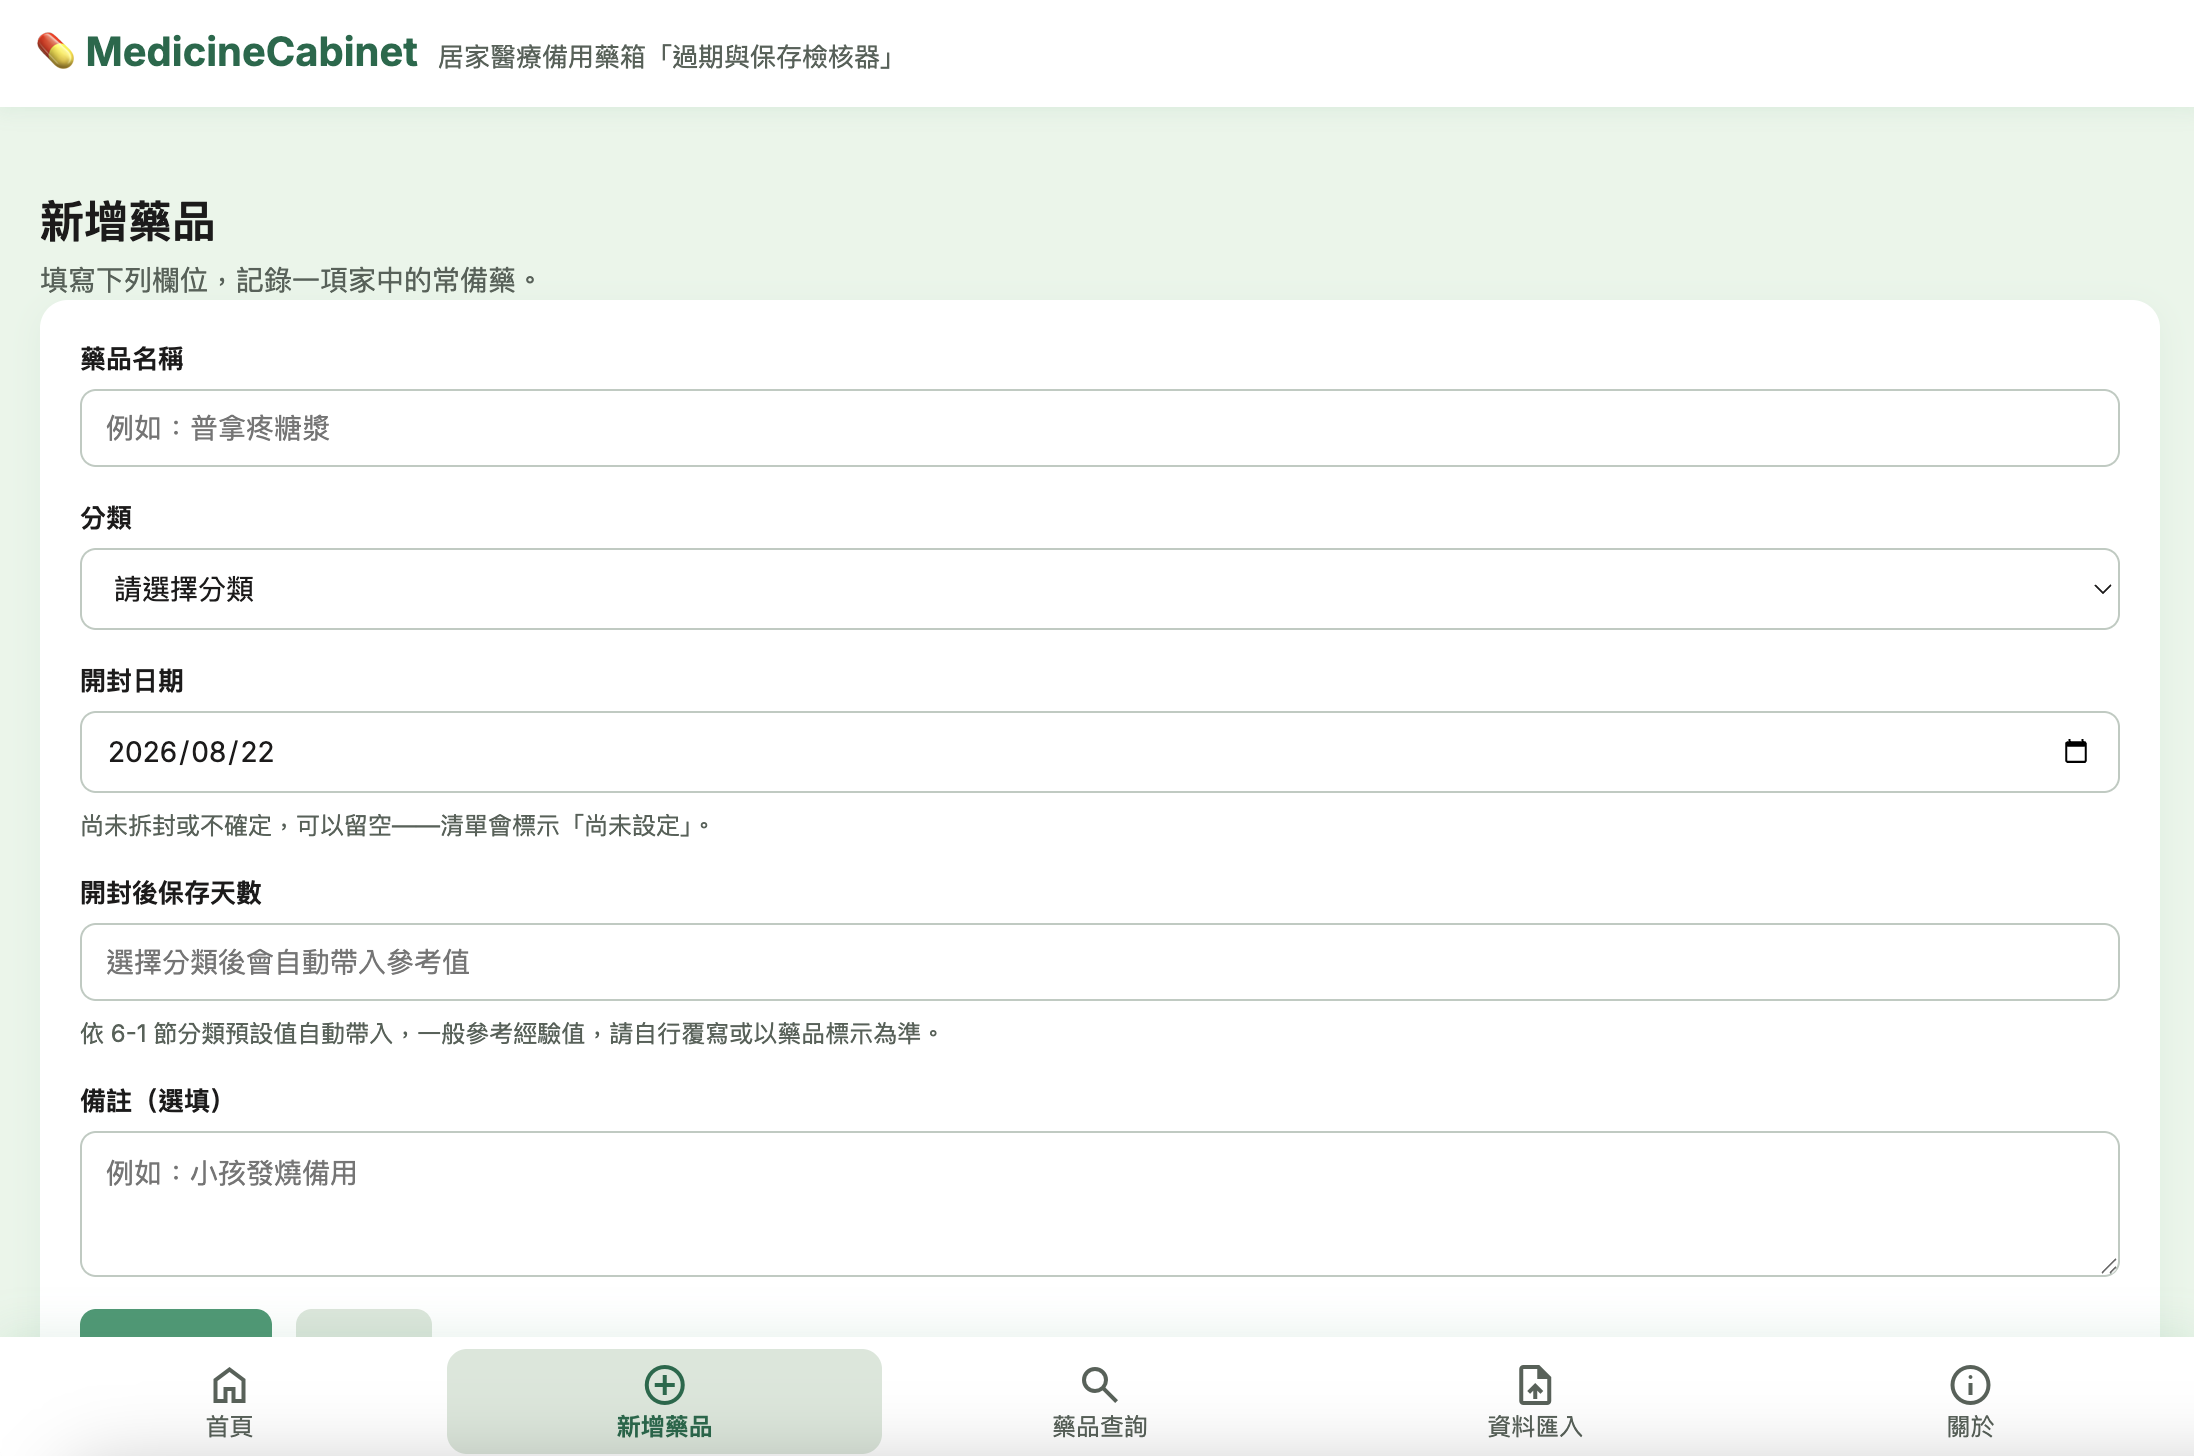 MedicineCabinet 居家醫療備用藥箱「過期與保存檢核器」
新增藥品
填寫下列欄位，記錄一項家中的常備藥。
藥品名稱
例如：普拿疼糖漿
分類
請選擇分類
開封日期
2026/08/22
尚未拆封或不確定，可以留空——清單會標示「尚未設定」。
開封後保存天數
選擇分類後會自動帶入參考值
依 6-1 節分類預設值自動帶入，一般參考經驗值，請自行覆寫或以藥品標示為準。
備註（選填）
例如：小孩發燒備用
首頁 新增藥品 藥品查詢 資料匯入 關於